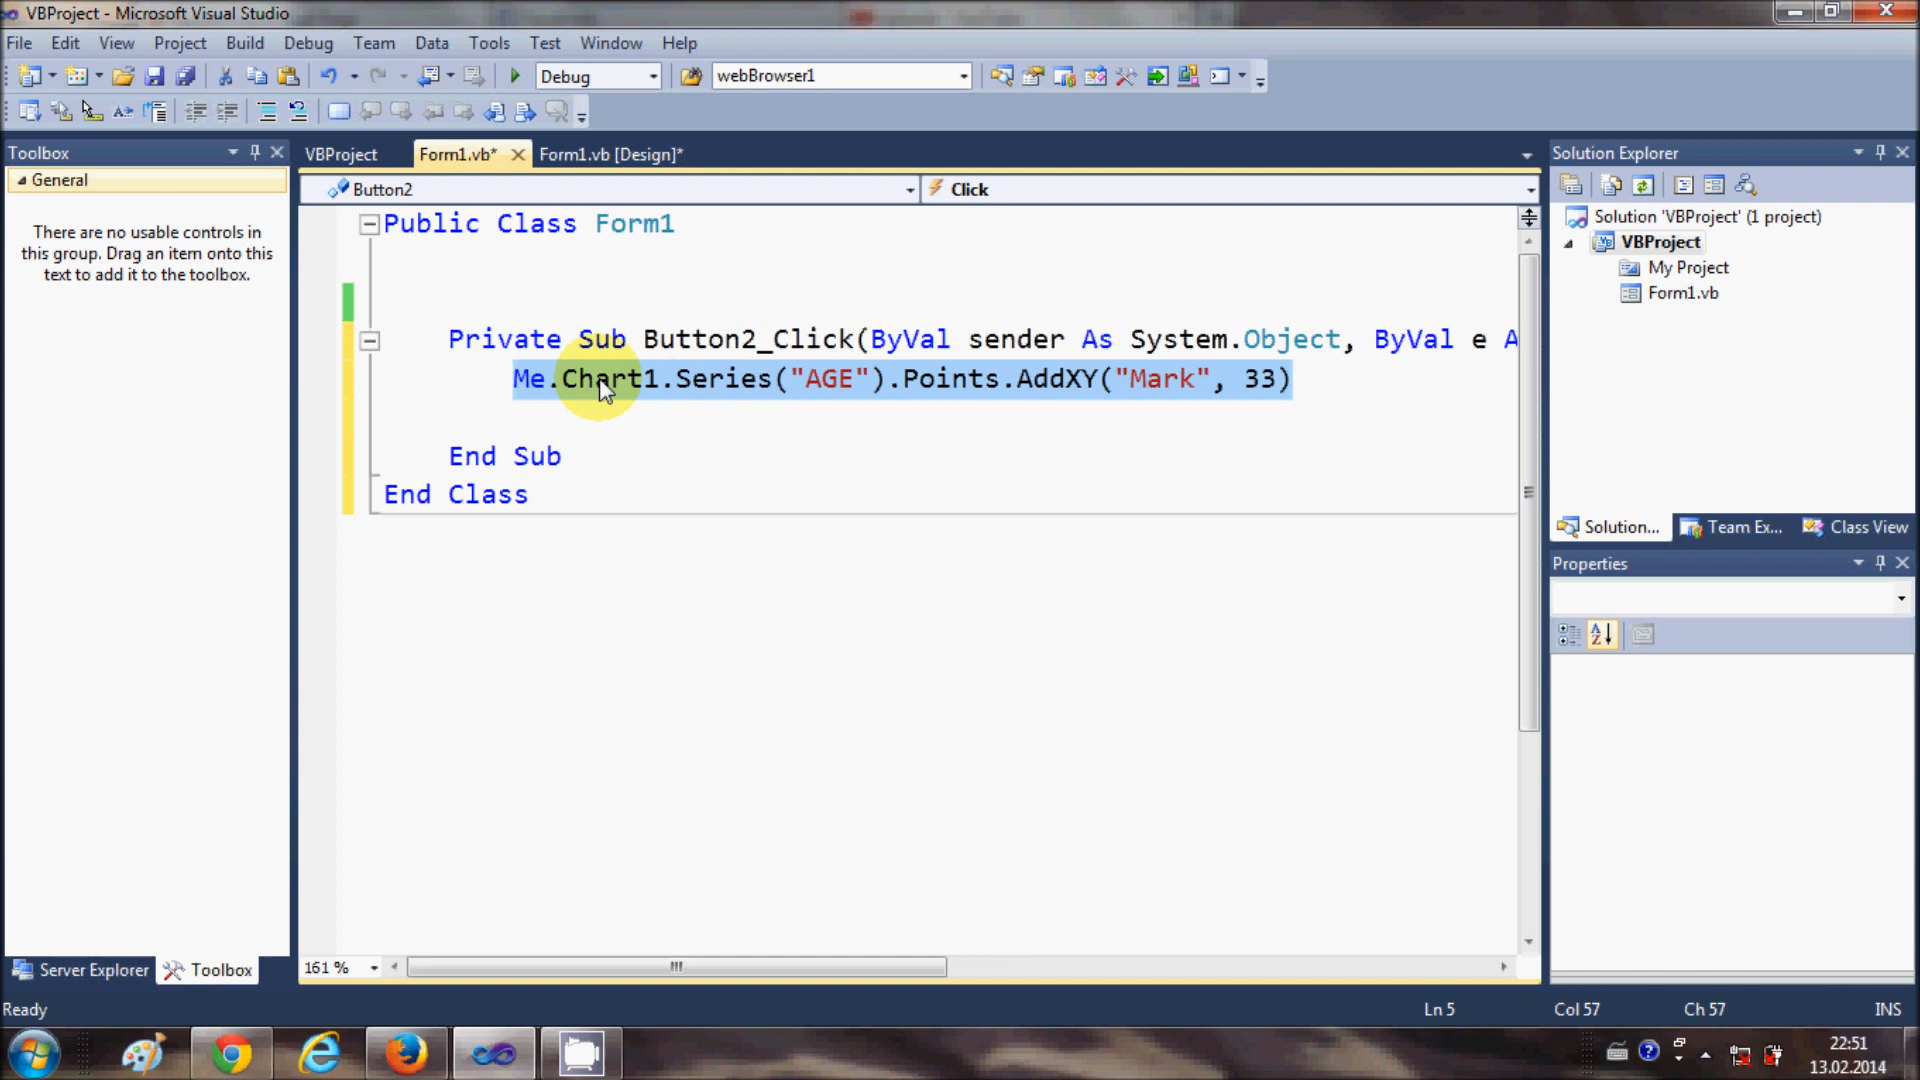 VBProject - Microsoft Visual Studio
File Edit View Project Build Debug Team Data Tools Test Window Help
Debug webBrowser1
Toolbox
General
There are no usable controls in
this group. Drag an item onto this
text to add it to the toolbox.
Server Explorer Toolbox
VBProject Form1.vb* Form1.vb [Design]*
Button2 Click
Public Class Form1
Private Sub Button2_Click(ByVal sender As System.Object, ByVal e A
Me.Chart1.Series("AGE").Points.AddXY("Mark", 33)
End Sub
End Class
161 %
Solution Explorer
Solution 'VBProject' (1 project)
VBProject
My Project
Form1.vb
Solution... Team Ex... Class View
Properties
Ready Ln 5 Col 57 Ch 57 INS
22:51
13.02.2014